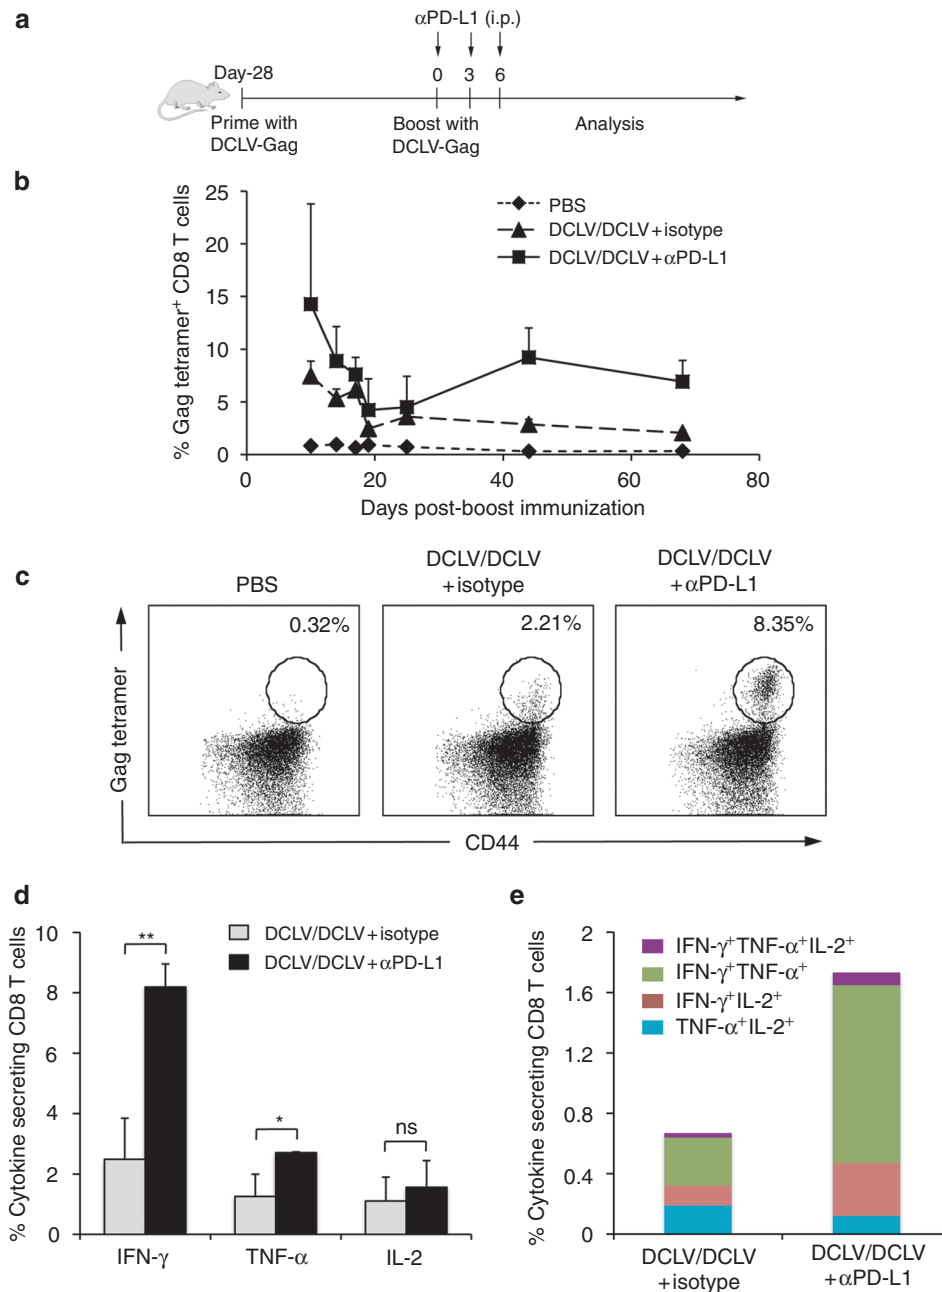 a
αPD-L1 (i.p.)
Day-28
0 3 6
Prime with
DCLV-Gag
Boost with
DCLV-Gag
Analysis
b
% Gag tetramer+ CD8 T cells
25
20
15
10
5
0
0 20 40 60 80
Days post-boost immunization
PBS
DCLV/DCLV+isotype
DCLV/DCLV+αPD-L1
c
PBS
DCLV/DCLV
+isotype
DCLV/DCLV
+αPD-L1
0.32%
2.21%
8.35%
Gag tetramer
CD44
d
% Cytokine secreting CD8 T cells
10
8
6
4
2
0
DCLV/DCLV+isotype
DCLV/DCLV+αPD-L1
**
*
ns
IFN-γ
TNF-α
IL-2
e
% Cytokine secreting CD8 T cells
2
1.6
1.2
0.8
0.4
0
IFN-γ+TNF-α+IL-2+
IFN-γ+TNF-α+
IFN-γ+IL-2+
TNF-α+IL-2+
DCLV/DCLV
+isotype
DCLV/DCLV
+αPD-L1